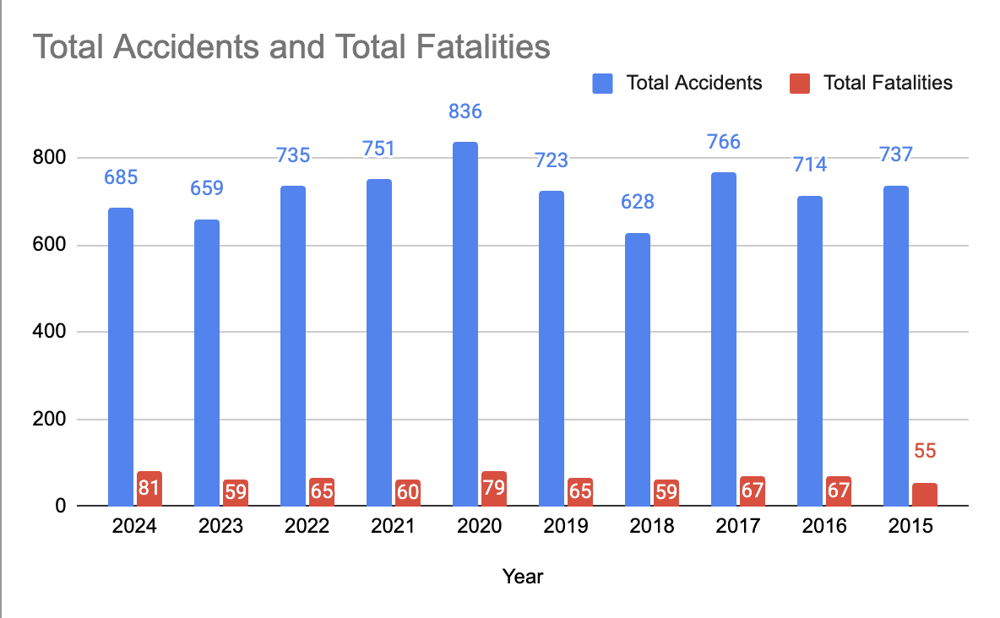 Total Accidents and Total Fatalities
Total Accidents Total Fatalities
836
800
685 659 735 751 723 628 766 714 737
600
400
200
55
81 59 65 60 79 65 59 67 67
0
2024 2023 2022 2021 2020 2019 2018 2017 2016 2015
Year